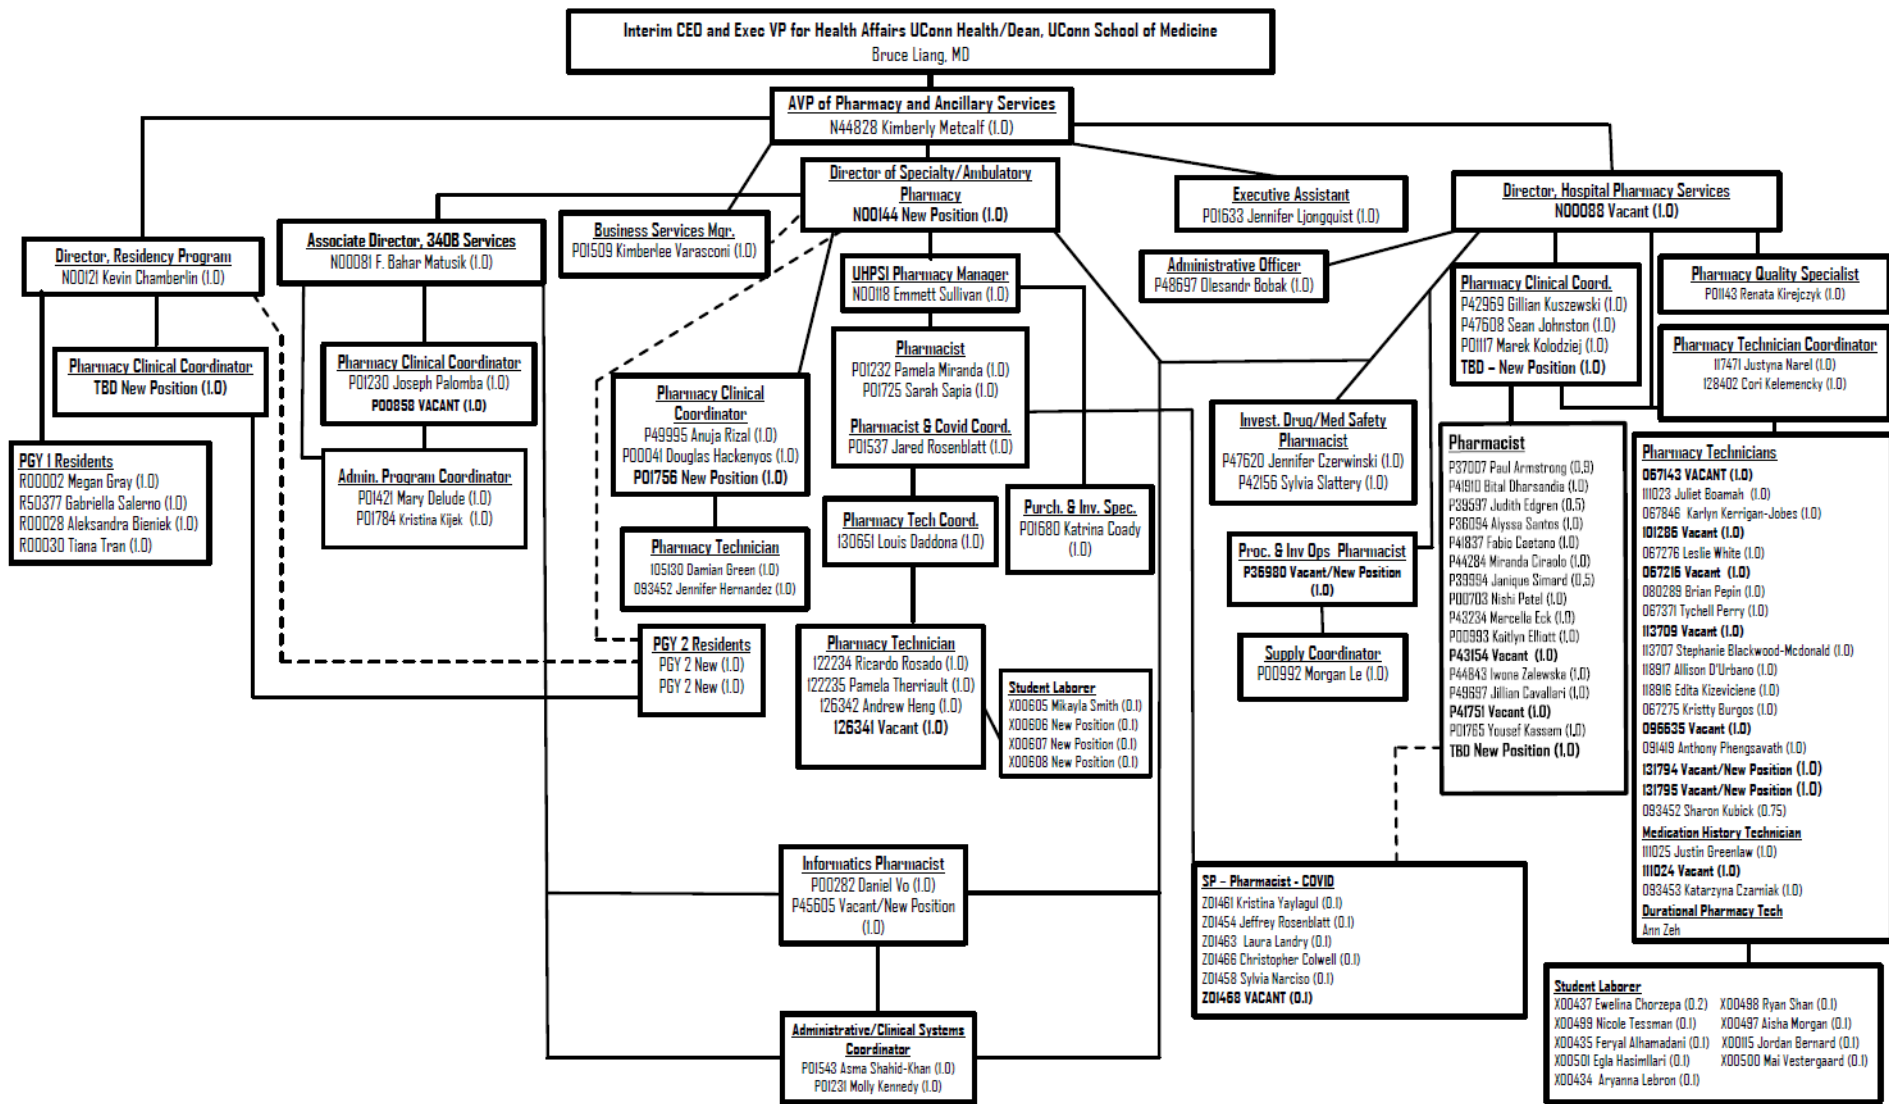 Interim CEO and Exec VP for Health Affairs UConn Health/Dean, UConn School of Medicine
Bruce Liang, MD
AVP of Pharmacy and Ancillary Services
N44828 Kimberly Metcalf (1.0)
Director of Specialty/Ambulatory
Pharmacy
N00144 New Position (1.0)
Executive Assistant
P01633 Jennifer Ljongquist (1.0)
Director, Hospital Pharmacy Services
N00088 Vacant (1.0)
Business Services Mgr.
P01509 Kimberlee Varasconi (1.0)
Associate Director, 340B Services
N00081 F. Bahar Matusik (1.0)
Director, Residency Program
N00121 Kevin Chamberlin (1.0)
UHPSI Pharmacy Manager
N00118 Emmett Sullivan (1.0)
Administrative Officer
P48697 Olesandr Bobak (1.0)
Pharmacy Clinical Coord.
P42969 Gillian Kuszewski (1.0)
P47608 Sean Johnston (1.0)
P01117 Marek Kolodziej (1.0)
TBD – New Position (1.0)
Pharmacy Quality Specialist
P01143 Renata Kirejczyk (1.0)
Pharmacy Technician Coordinator
117471 Justyna Narel (1.0)
128402 Cori Kelemencky (1.0)
Pharmacy Clinical Coordinator
TBD New Position (1.0)
Pharmacy Clinical Coordinator
P01230 Joseph Palomba (1.0)
P00858 VACANT (1.0)
Pharmacy Clinical
Coordinator
P49995 Anuja Rizal (1.0)
P00041 Douglas Hackenyos (1.0)
P01756 New Position (1.0)
Pharmacist
P01232 Pamela Miranda (1.0)
P01725 Sarah Sapia (1.0)
Pharmacist & Covid Coord.
P01537 Jared Rosenblatt (1.0)
Invest. Drug/Med Safety
Pharmacist
P47620 Jennifer Czerwinski (1.0)
P42156 Sylvia Slattery (1.0)
PGY 1 Residents
R00002 Megan Gray (1.0)
R50377 Gabriella Salerno (1.0)
R00028 Aleksandra Bieniek (1.0)
R00030 Tiana Tran (1.0)
Admin. Program Coordinator
P01421 Mary Delude (1.0)
P01784 Kristina Kijek (1.0)
Pharmacy Technician
105130 Damian Green (1.0)
093452 Jennifer Hernandez (1.0)
Pharmacy Tech Coord.
130651 Louis Daddona (1.0)
Purch. & Inv. Spec.
P01680 Katrina Coady
(1.0)
Proc. & Inv Ops Pharmacist
P36980 Vacant/New Position
(1.0)
Supply Coordinator
P00992 Morgan Le (1.0)
Pharmacist
P37007 Paul Armstrong (0.9)
P41910 Bital Dharsandia (1.0)
P39597 Judith Edgren (0.5)
P36094 Alyssa Santos (1.0)
P41837 Fabio Caetano (1.0)
P44284 Miranda Ciraolo (1.0)
P39994 Janique Simard (0.5)
P00703 Nishi Patel (1.0)
P43234 Marcella Eck (1.0)
P00993 Kaitlyn Elliott (1.0)
P43154 Vacant (1.0)
P44843 Iwona Zalewska (1.0)
P49697 Jillian Cavallari (1.0)
P41751 Vacant (1.0)
P01765 Yousef Kassem (1.0)
TBD New Position (1.0)
Pharmacy Technicians
067143 VACANT (1.0)
111023 Juliet Boamah (1.0)
067846 Karlyn Kerrigan-Jobes (1.0)
101286 Vacant (1.0)
067276 Leslie White (1.0)
067216 Vacant (1.0)
080289 Brian Pepin (1.0)
067371 Tychell Perry (1.0)
113709 Vacant (1.0)
113707 Stephanie Blackwood-Mcdonald (1.0)
118917 Allison D'Urbano (1.0)
118916 Edita Kizeviciene (1.0)
067275 Kristty Burgos (1.0)
096635 Vacant (1.0)
091419 Anthony Phengsavath (1.0)
131794 Vacant/New Position (1.0)
131795 Vacant/New Position (1.0)
093452 Sharon Kubick (0.75)
Medication History Technician
111025 Justin Greenlaw (1.0)
111024 Vacant (1.0)
093453 Katarzyna Czarniak (1.0)
Durational Pharmacy Tech
Ann Zeh
PGY 2 Residents
PGY 2 New (1.0)
PGY 2 New (1.0)
Pharmacy Technician
122234 Ricardo Rosado (1.0)
122235 Pamela Therriault (1.0)
126342 Andrew Heng (1.0)
126341 Vacant (1.0)
Student Laborer
X00605 Mikayla Smith (0.1)
X00606 New Position (0.1)
X00607 New Position (0.1)
X00608 New Position (0.1)
Informatics Pharmacist
P00282 Daniel Vo (1.0)
P45605 Vacant/New Position
(1.0)
SP – Pharmacist - COVID
Z01461 Kristina Yaylagul (0.1)
Z01454 Jeffrey Rosenblatt (0.1)
Z01463 Laura Landry (0.1)
Z01466 Christopher Colwell (0.1)
Z01458 Sylvia Narciso (0.1)
Z01468 VACANT (0.1)
Administrative/Clinical Systems
Coordinator
P01543 Asma Shahid-Khan (1.0)
P01231 Molly Kennedy (1.0)
Student Laborer
X00437 Ewelina Chorzepa (0.2) X00498 Ryan Shan (0.1)
X00499 Nicole Tessman (0.1) X00497 Aisha Morgan (0.1)
X00435 Feryal Alhamadani (0.1) X00115 Jordan Bernard (0.1)
X00501 Egla Hasimllari (0.1) X00500 Mai Vestergaard (0.1)
X00434 Aryanna Lebron (0.1)